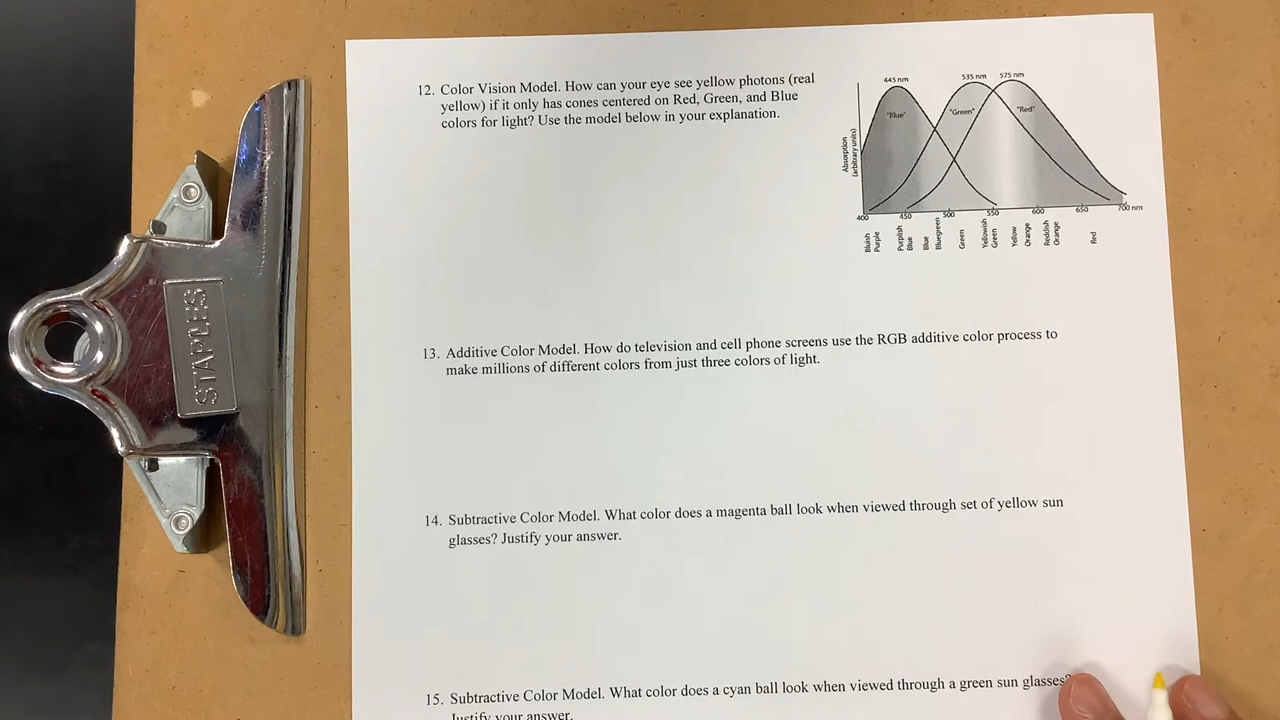 12. Color Vision Model. How can your eye see yellow photons (real
yellow) if it only has cones centered on Red, Green, and Blue
colors for light? Use the model below in your explanation.
445 nm
535 nm
575 nm
"Blue"
"Green"
"Red"
Absorption
(arbitrary units)
400
450
500
550
600
650
700 nm
Bluish
Purple
Purplish
Blue
Blue
Bluegreen
Green
Yellowish
Green
Yellow
Orange
Reddish
Orange
Red
STAPLES
13. Additive Color Model. How do television and cell phone screens use the RGB additive color process to
make millions of different colors from just three colors of light.
14. Subtractive Color Model. What color does a magenta ball look when viewed through set of yellow sun
glasses? Justify your answer.
15. Subtractive Color Model. What color does a cyan ball look when viewed through a green sun glasses?
Justify your answer.